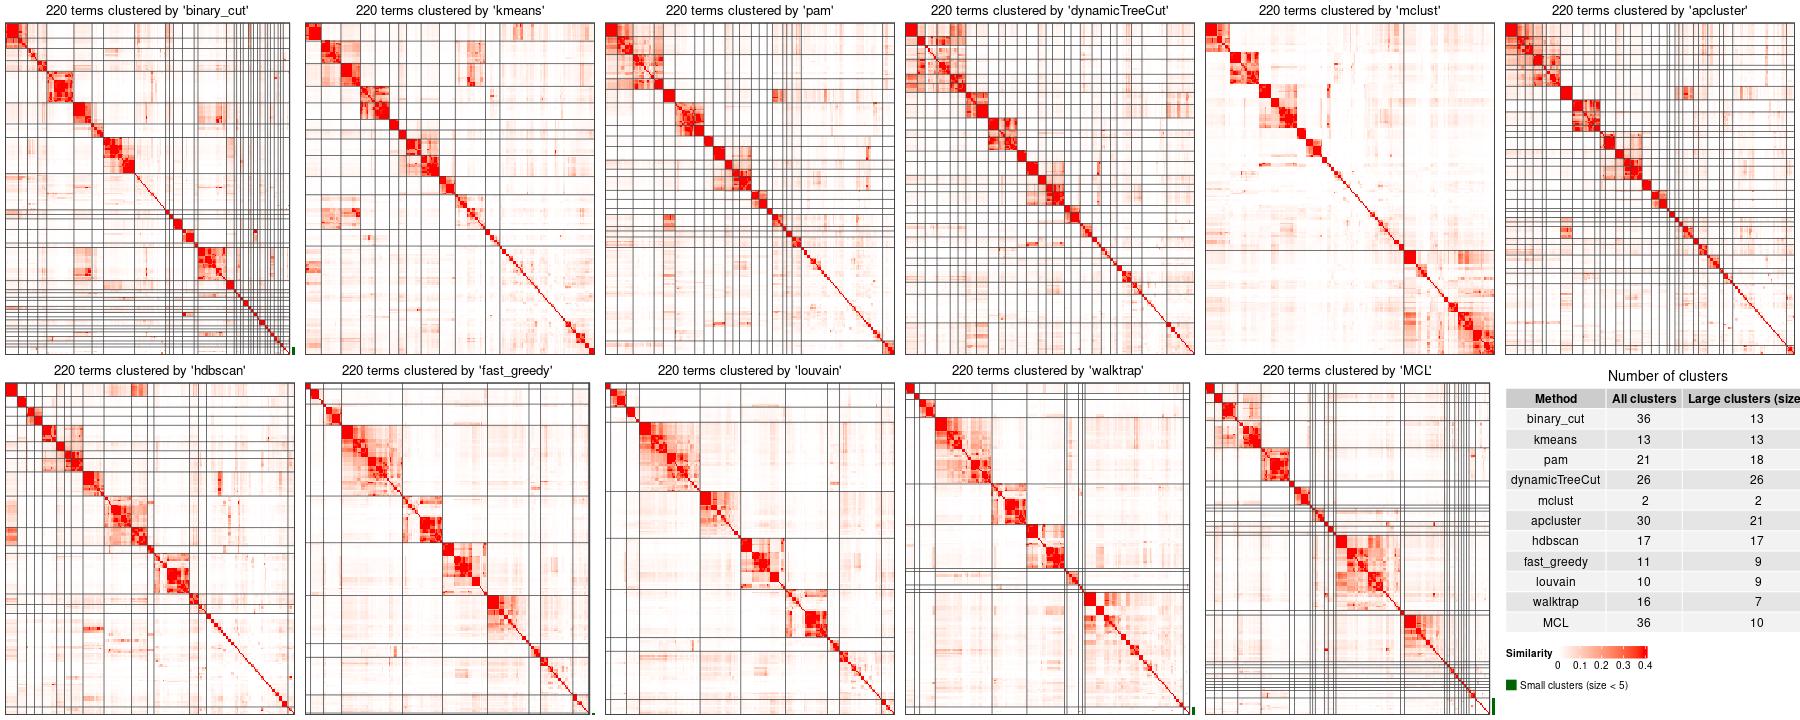 220 terms clustered by 'binary_cut'
220 terms clustered by 'kmeans'
220 terms clustered by 'pam'
220 terms clustered by 'dynamicTreeCut'
220 terms clustered by 'mclust'
220 terms clustered by 'apcluster'
220 terms clustered by 'hdbscan'
220 terms clustered by 'fast_greedy'
220 terms clustered by 'louvain'
220 terms clustered by 'walktrap'
220 terms clustered by 'MCL'
Number of clusters
Method All clusters Large clusters (size
binary_cut 36 13
kmeans 13 13
pam 21 18
dynamicTreeCut 26 26
mclust 2 2
apcluster 30 21
hdbscan 17 17
fast_greedy 11 9
louvain 10 9
walktrap 16 7
MCL 36 10
Similarity
0 0.1 0.2 0.3 0.4
Small clusters (size < 5)